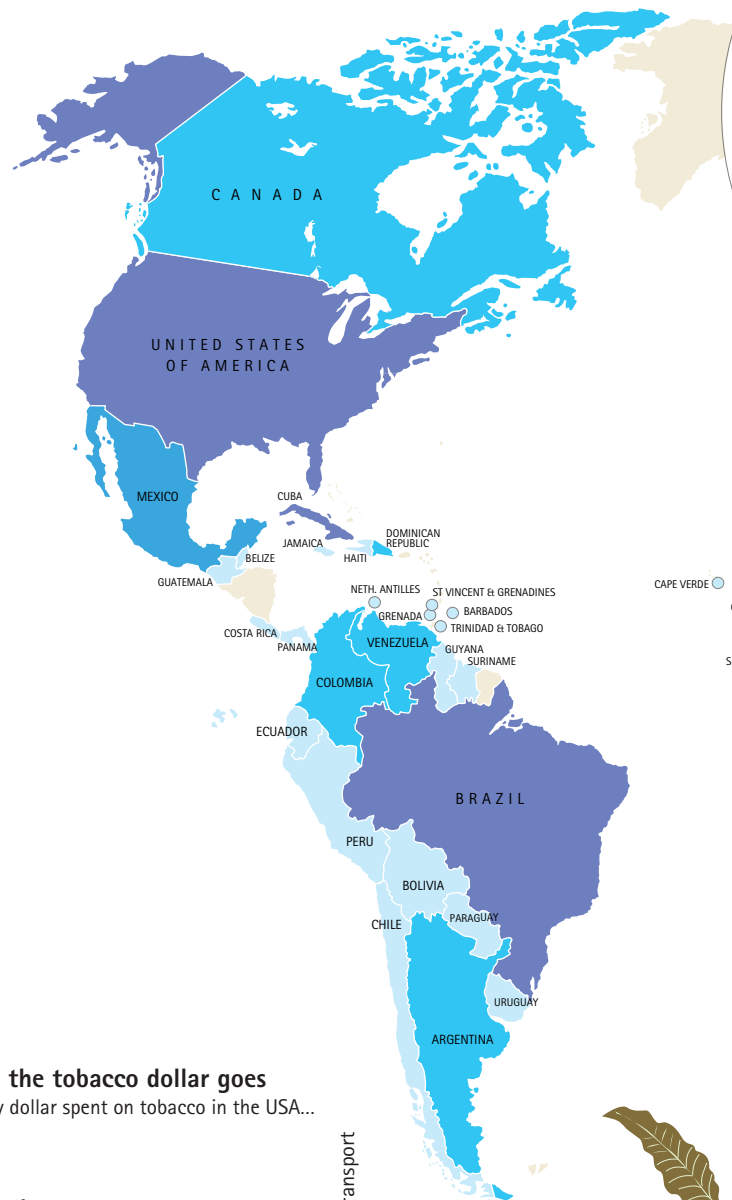 CANADA
UNITED STATES
OF AMERICA
MEXICO
CUBA
JAMAICA
HAITI
DOMINICAN
REPUBLIC
BELIZE
GUATEMALA
CAPE VERDE
NETH. ANTILLES
ST VINCENT & GRENADINES
GRENADA
BARBADOS
TRINIDAD & TOBAGO
COSTA RICA
PANAMA
VENEZUELA
GUYANA
SURINAME
S
COLOMBIA
ECUADOR
BRAZIL
PERU
BOLIVIA
CHILE
PARAGUAY
URUGUAY
ARGENTINA
the tobacco dollar goes
y dollar spent on tobacco in the USA...
ransport